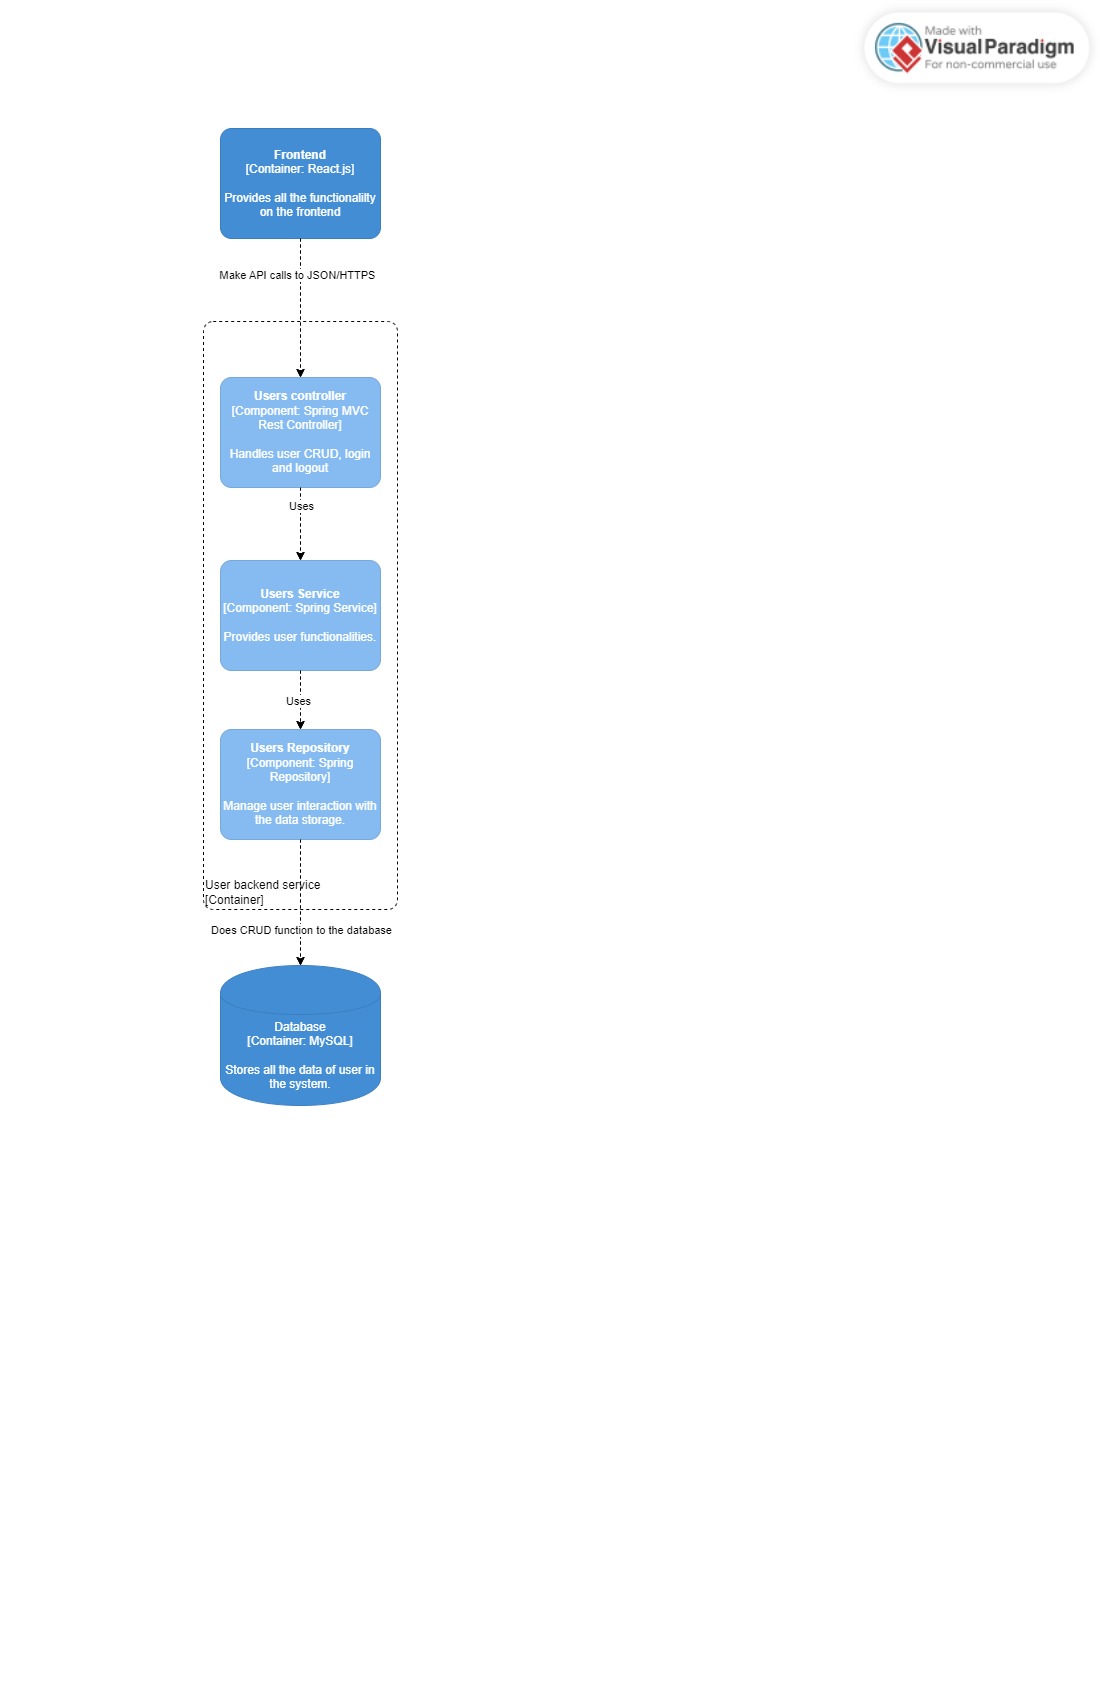 Made with
Visual Paradigm
For non-commercial use
Frontend
[Container: React.js]
Provides all the functionalilty
on the frontend
Make API calls to JSON/HTTPS
Users controller
[Component: Spring MVC
Rest Controller]
Handles user CRUD, login
and logout
Uses
Users Service
[Component: Spring Service]
Provides user functionalities.
Uses
Users Repository
[Component: Spring
Repository]
Manage user interaction with
the data storage.
User backend service
[Container]
Does CRUD function to the database
Database
[Container: MySQL]
Stores all the data of user in
the system.